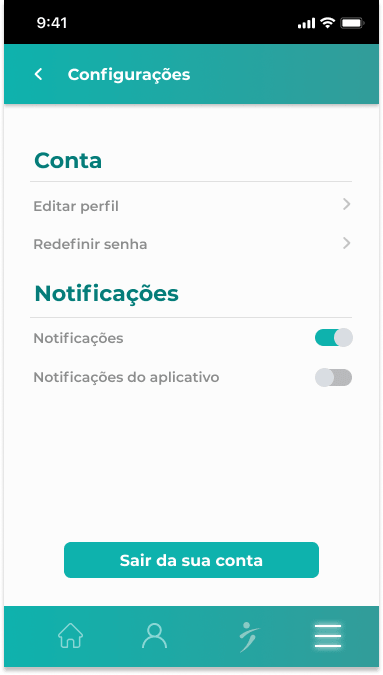 9:41
Configurações
Conta
Editar perfil
Redefinir senha
Notificações
Notificações
Notificações do aplicativo
Sair da sua conta